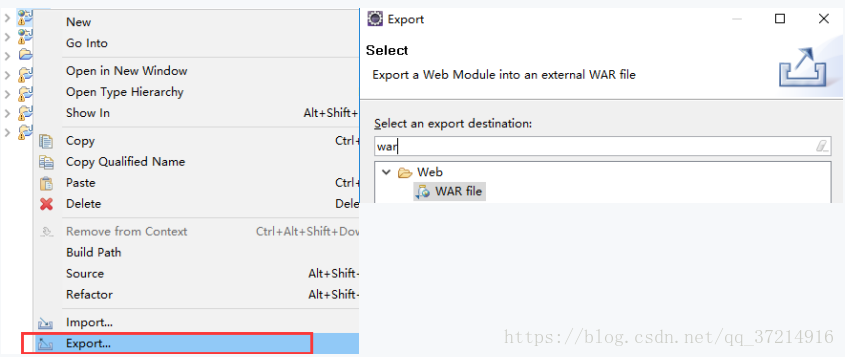 New
Go Into
Open in New Window
Open Type Hierarchy
Show In Alt+Shift+
Copy Ctrl+
Copy Qualified Name
Paste Ctrl+
Delete Dele
Remove from Context Ctrl+Alt+Shift+Dow
Build Path
Source Alt+Shift+
Refactor Alt+Shift+
Import...
Export...
Export
Select
Export a Web Module into an external WAR file
Select an export destination:
war
Web
WAR file
https://blog.csdn.net/qq_37214916